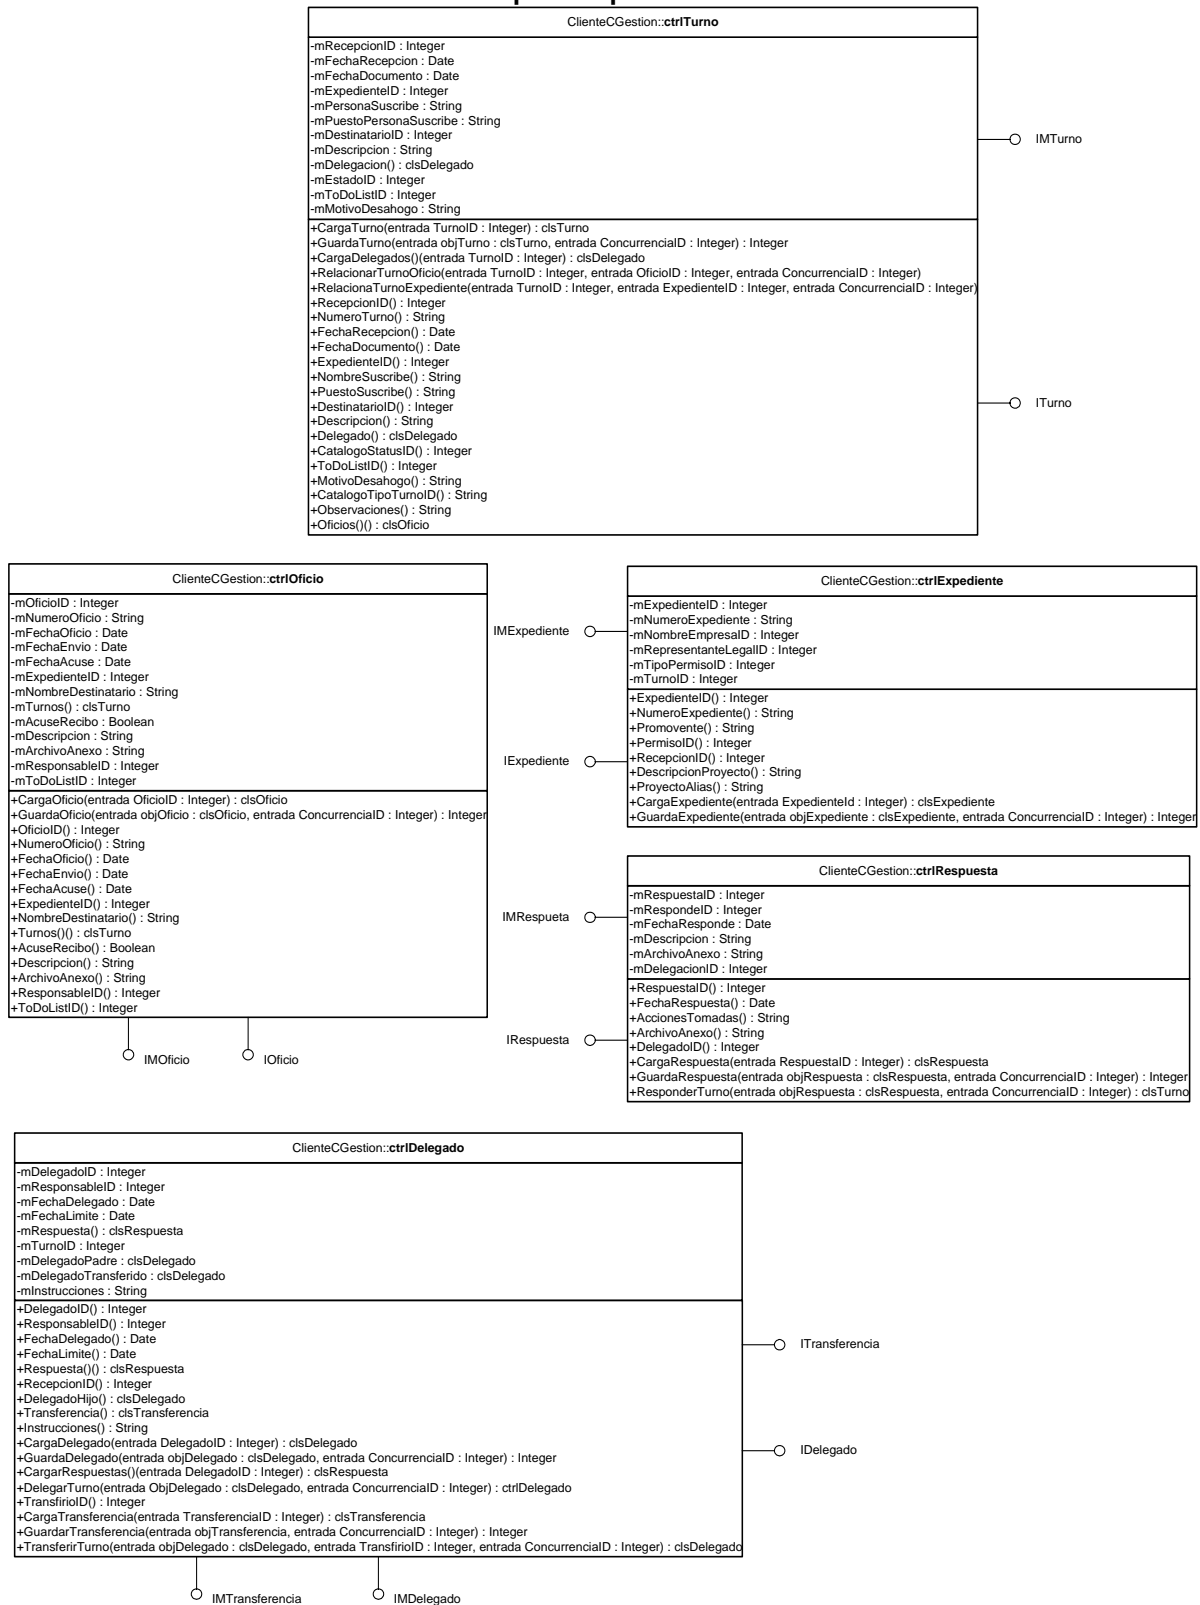 ClienteCGestion::ctrlTurno
-mRecepcionID : Integer
-mFechaRecepcion : Date
-mFechaDocumento : Date
-mExpedienteID : Integer
-mPersonaSuscribe : String
-mPuestoPersonaSuscribe : String
-mDestinatarioID : Integer
-mDescripcion : String
-mDelegacion() : clsDelegado
-mEstadoID : Integer
-mToDoListID : Integer
-mMotivoDesahogo : String
+CargaTurno(entrada TurnoID : Integer) : clsTurno
+GuardaTurno(entrada objTurno : clsTurno, entrada ConcurrenciaID : Integer) : Integer
+CargaDelegados()(entrada TurnoID : Integer) : clsDelegado
+RelacionarTurnoOficio(entrada TurnoID : Integer, entrada OficioID : Integer, entrada ConcurrenciaID : Integer)
+RelacionaTurnoExpediente(entrada TurnoID : Integer, entrada ExpedienteID : Integer, entrada ConcurrenciaID : Integer)
+RecepcionID() : Integer
+NumeroTurno() : String
+FechaRecepcion() : Date
+FechaDocumento() : Date
+ExpedienteID() : Integer
+NombreSuscribe() : String
+PuestoSuscribe() : String
+DestinatarioID() : Integer
+Descripcion() : String
+Delegado() : clsDelegado
+CatalogoStatusID() : Integer
+ToDoListID() : Integer
+MotivoDesahogo() : String
+CatalogoTipoTurnoID() : String
+Observaciones() : String
+Oficios()() : clsOficio
IMTurno
ITurno
ClienteCGestion::ctrlOficio
-mOficioID : Integer
-mNumeroOficio : String
-mFechaOficio : Date
-mFechaEnvio : Date
-mFechaAcuse : Date
-mExpedienteID : Integer
-mNombreDestinatario : String
-mTurnos() : clsTurno
-mAcuseRecibo : Boolean
-mDescripcion : String
-mArchivoAnexo : String
-mResponsableID : Integer
-mToDoListID : Integer
+CargaOficio(entrada OficioID : Integer) : clsOficio
+GuardaOficio(entrada objOficio : clsOficio, entrada ConcurrenciaID : Integer) : Integer
+OficioID() : Integer
+NumeroOficio() : String
+FechaOficio() : Date
+FechaEnvio() : Date
+FechaAcuse() : Date
+ExpedienteID() : Integer
+NombreDestinatario() : String
+Turnos()() : clsTurno
+AcuseRecibo() : Boolean
+Descripcion() : String
+ArchivoAnexo() : String
+ResponsableID() : Integer
+ToDoListID() : Integer
IMOficio
IOficio
ClienteCGestion::ctrlExpediente
-mExpedienteID : Integer
-mNumeroExpediente : String
-mNombreEmpresaID : Integer
-mRepresentanteLegalID : Integer
-mTipoPermisoID : Integer
-mTurnoID : Integer
+ExpedienteID() : Integer
+NumeroExpediente() : String
+Promovente() : String
+PermisoID() : Integer
+RecepcionID() : Integer
+DescripcionProyecto() : String
+ProyectoAlias() : String
+CargaExpediente(entrada ExpedienteId : Integer) : clsExpediente
+GuardaExpediente(entrada objExpediente : clsExpediente, entrada ConcurrenciaID : Integer) : Integer
IMExpediente
IExpediente
ClienteCGestion::ctrlRespuesta
-mRespuestaID : Integer
-mRespondeID : Integer
-mFechaResponde : Date
-mDescripcion : String
-mArchivoAnexo : String
-mDelegacionID : Integer
+RespuestaID() : Integer
+FechaRespuesta() : Date
+AccionesTomadas() : String
+ArchivoAnexo() : String
+DelegadoID() : Integer
+CargaRespuesta(entrada RespuestaID : Integer) : clsRespuesta
+GuardaRespuesta(entrada objRespuesta : clsRespuesta, entrada ConcurrenciaID : Integer) : Integer
+ResponderTurno(entrada objRespuesta : clsRespuesta, entrada ConcurrenciaID : Integer) : clsTurno
IMRespueta
IRespuesta
ClienteCGestion::ctrlDelegado
-mDelegadoID : Integer
-mResponsableID : Integer
-mFechaDelegado : Date
-mFechaLimite : Date
-mRespuesta() : clsRespuesta
-mTurnoID : Integer
-mDelegadoPadre : clsDelegado
-mDelegadoTransferido : clsDelegado
-mInstrucciones : String
+DelegadoID() : Integer
+ResponsableID() : Integer
+FechaDelegado() : Date
+FechaLimite() : Date
+Respuesta()() : clsRespuesta
+RecepcionID() : Integer
+DelegadoHijo() : clsDelegado
+Transferencia() : clsTransferencia
+Instrucciones() : String
+CargaDelegado(entrada DelegadoID : Integer) : clsDelegado
+GuardaDelegado(entrada objDelegado : clsDelegado, entrada ConcurrenciaID : Integer) : Integer
+CargarRespuestas()(entrada DelegadoID : Integer) : clsRespuesta
+DelegarTurno(entrada ObjDelegado : clsDelegado, entrada ConcurrenciaID : Integer) : ctrlDelegado
+TransfirioID() : Integer
+CargaTransferencia(entrada TransferenciaID : Integer) : clsTransferencia
+GuardarTransferencia(entrada objTransferencia, entrada ConcurrenciaID : Integer) : Integer
+TransferirTurno(entrada objDelegado : clsDelegado, entrada TransfirioID : Integer, entrada ConcurrenciaID : Integer) : clsDelegado
ITransferencia
IDelegado
IMTransferencia
IMDelegado